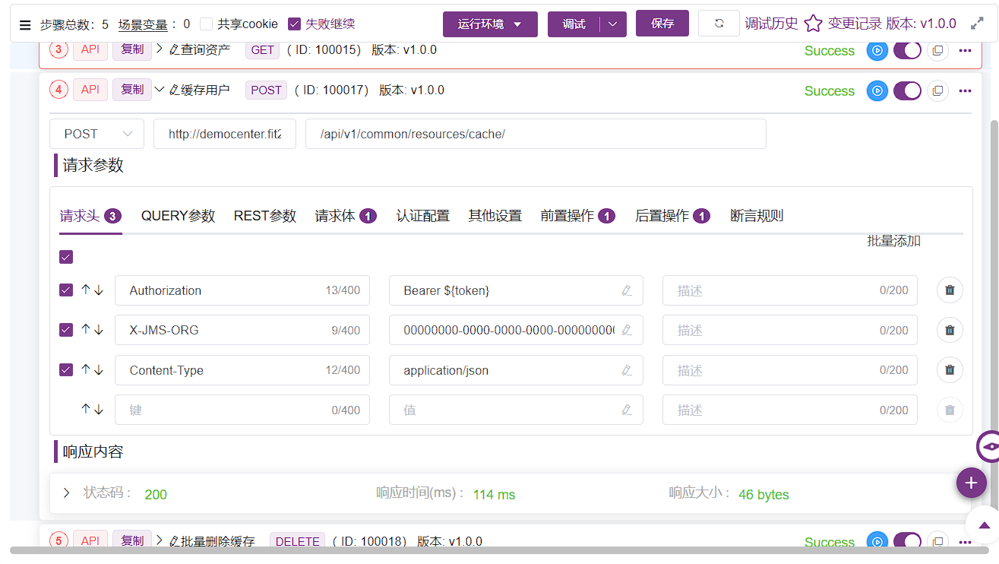 步骤总数: 5 场景变量 : 0 共享cookie 失败继续 运行环境 调试 保存 调试历史 变更记录 版本: v1.0.0
3 API 复制 查询资产 GET ( ID: 100015) 版本: v1.0.0 Success
4 API 复制 缓存用户 POST ( ID: 100017) 版本: v1.0.0 Success
POST http://democenter.fit2 /api/v1/common/resources/cache/
请求参数
请求头 3 QUERY参数 REST参数 请求体 1 认证配置 其他设置 前置操作 1 后置操作 1 断言规则
批量添加
Authorization 13/400 Bearer ${token} 描述 0/200
X-JMS-ORG 9/400 00000000-0000-0000-0000-000000000 描述 0/200
Content-Type 12/400 application/json 描述 0/200
键 0/400 值 描述 0/200
响应内容
状态码 : 200 响应时间(ms) : 114 ms 响应大小 : 46 bytes
5 API 复制 批量删除缓存 DELETE ( ID: 100018) 版本: v1.0.0 Success